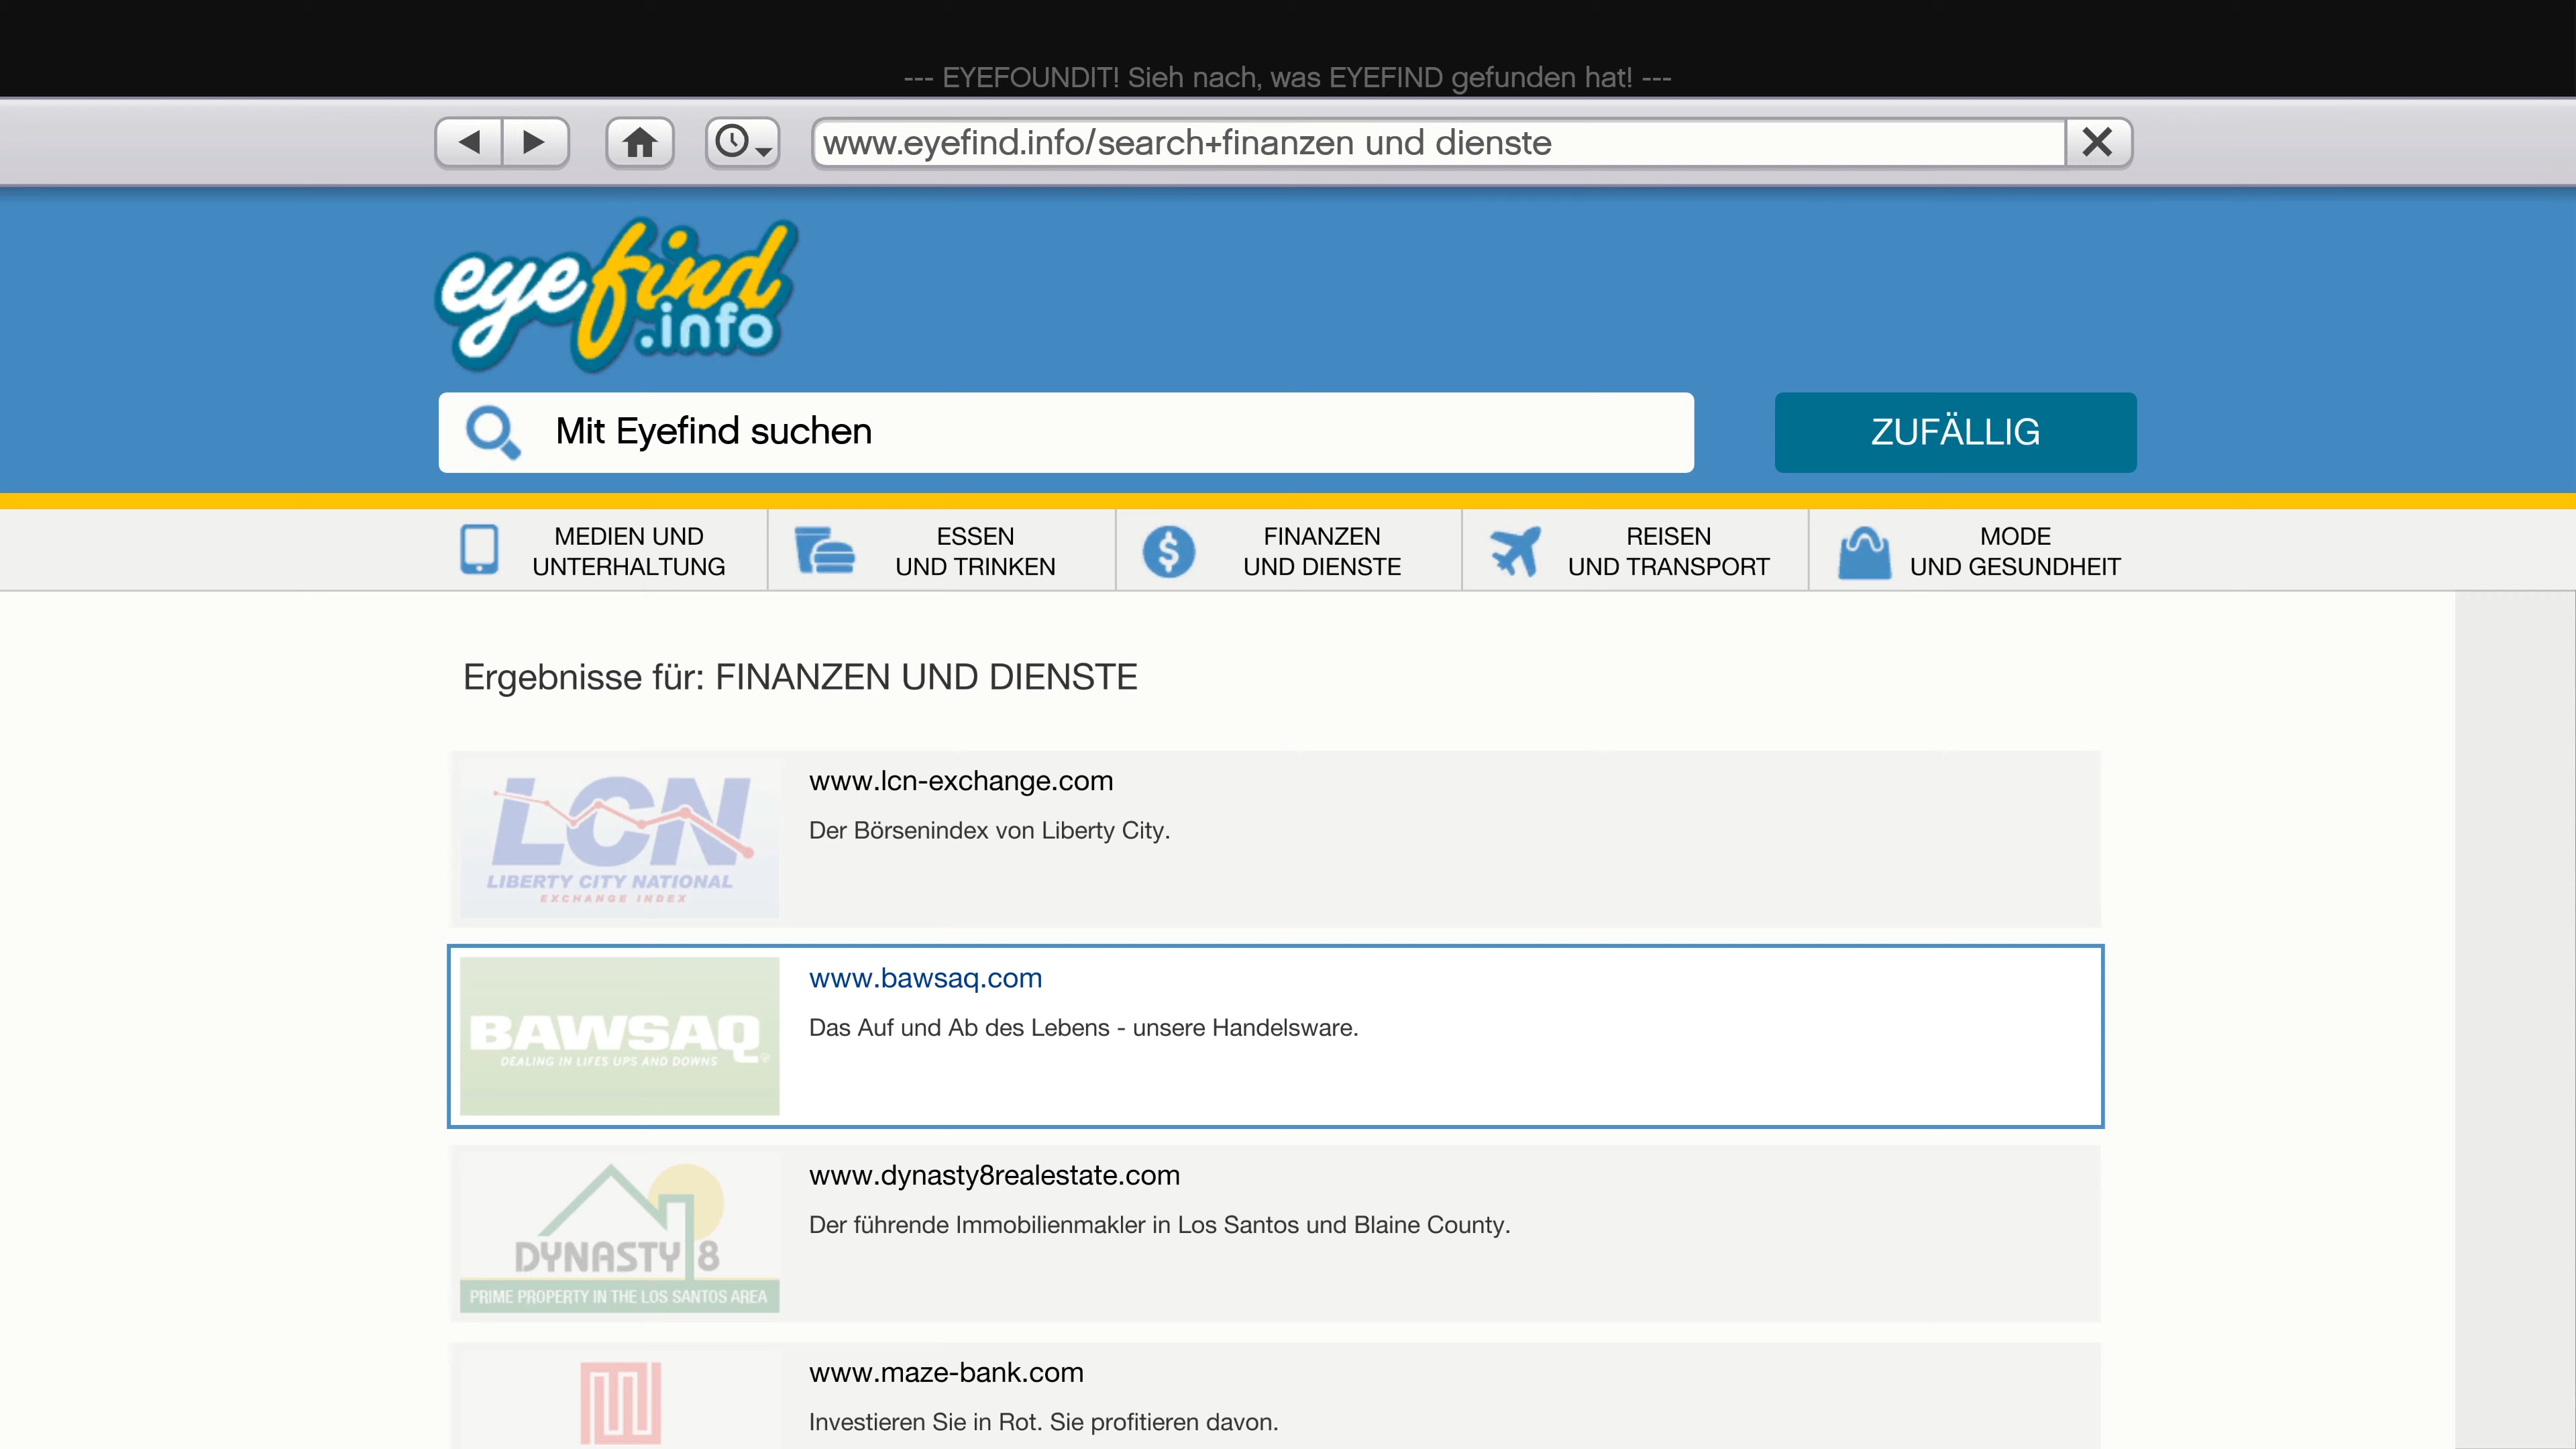 --- EYEFOUNDIT! Sieh nach, was EYEFIND gefunden hat! ---
www.eyefind.info/search+finanzen und dienste
eyefind
.info
Mit Eyefind suchen
ZUFÄLLIG
MEDIEN UND
UNTERHALTUNG
ESSEN
UND TRINKEN
FINANZEN
UND DIENSTE
REISEN
UND TRANSPORT
MODE
UND GESUNDHEIT
Ergebnisse für: FINANZEN UND DIENSTE
LCN
LIBERTY CITY NATIONAL
EXCHANGE INDEX
www.lcn-exchange.com
Der Börsenindex von Liberty City.
BAWSAQ
DEALING IN LIFES UPS AND DOWNS
www.bawsaq.com
Das Auf und Ab des Lebens - unsere Handelsware.
DYNASTY 8
PRIME PROPERTY IN THE LOS SANTOS AREA
www.dynasty8realestate.com
Der führende Immobilienmakler in Los Santos und Blaine County.
www.maze-bank.com
Investieren Sie in Rot. Sie profitieren davon.